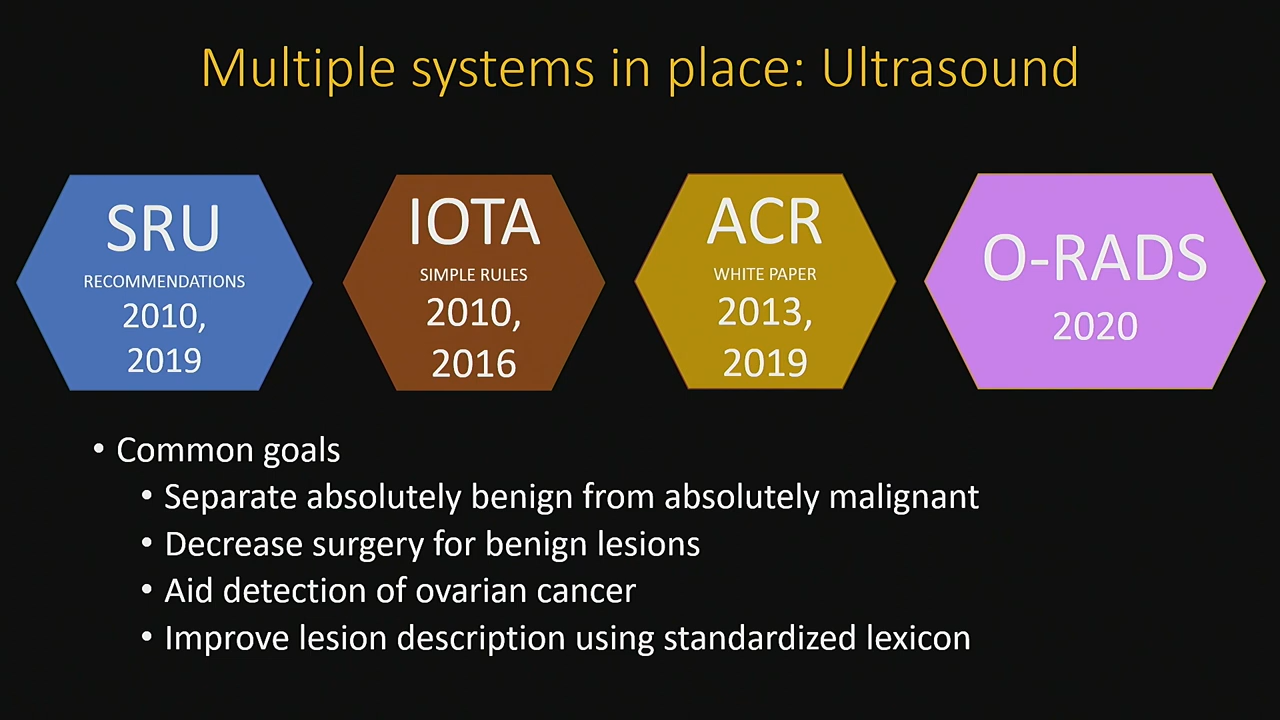 Multiple systems in place: Ultrasound
SRU
RECOMMENDATIONS
2010,
2019
IOTA
SIMPLE RULES
2010,
2016
ACR
WHITE PAPER
2013,
2019
O-RADS
2020
• Common goals
• Separate absolutely benign from absolutely malignant
• Decrease surgery for benign lesions
• Aid detection of ovarian cancer
• Improve lesion description using standardized lexicon